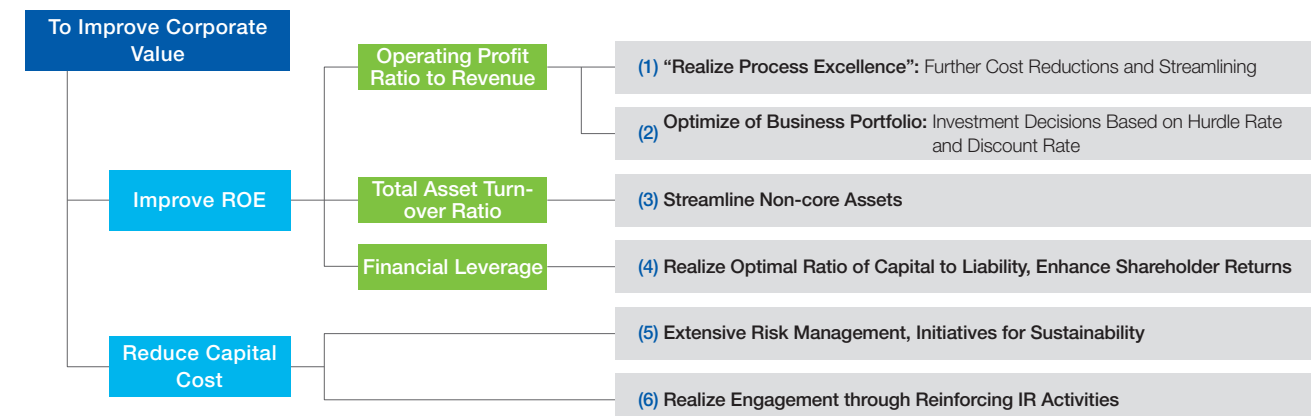 To Improve Corporate
Value
Operating Profit
Ratio to Revenue
(1) “Realize Process Excellence”: Further Cost Reductions and Streamlining
(2) Optimize of Business Portfolio: Investment Decisions Based on Hurdle Rate
and Discount Rate
Improve ROE
Total Asset Turn-
over Ratio
(3) Streamline Non-core Assets
Financial Leverage
(4) Realize Optimal Ratio of Capital to Liability, Enhance Shareholder Returns
Reduce Capital
Cost
(5) Extensive Risk Management, Initiatives for Sustainability
(6) Realize Engagement through Reinforcing IR Activities